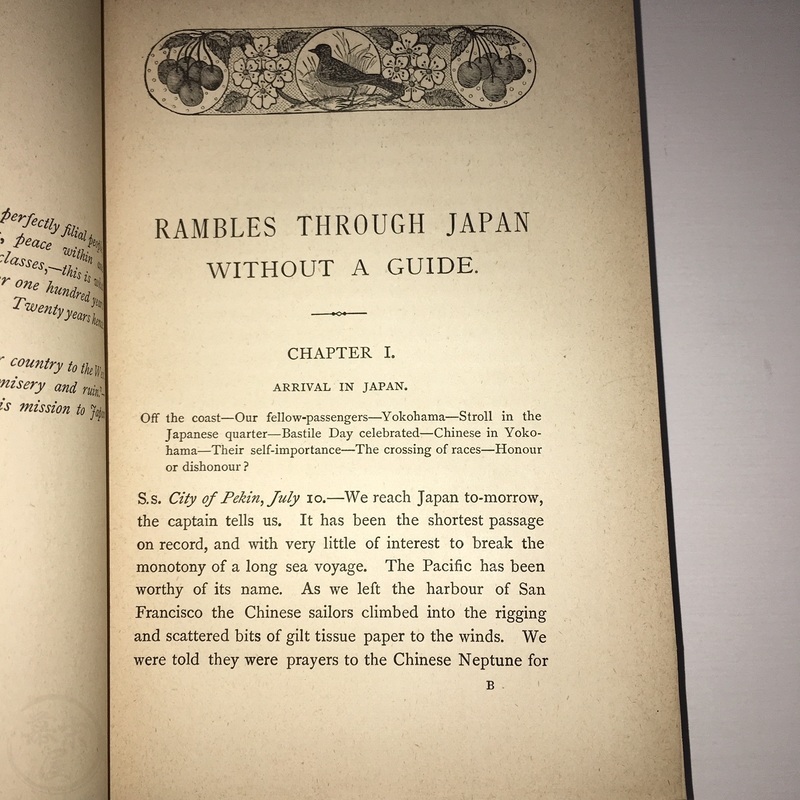 perfectly filial
peace within
classes,—this is
one hundred
Twenty years
country to the
misery and ruin."—
is mission to
RAMBLES THROUGH JAPAN
WITHOUT A GUIDE.
CHAPTER I.
ARRIVAL IN JAPAN.
Off the coast—Our fellow-passengers—Yokohama—Stroll in the
Japanese quarter—Bastile Day celebrated—Chinese in Yoko-
hama—Their self-importance—The crossing of races—Honour
or dishonour?
S.s. City of Pekin, July 10.—We reach Japan to-morrow,
the captain tells us. It has been the shortest passage
on record, and with very little of interest to break the
monotony of a long sea voyage. The Pacific has been
worthy of its name. As we left the harbour of San
Francisco the Chinese sailors climbed into the rigging
and scattered bits of gilt tissue paper to the winds. We
were told they were prayers to the Chinese Neptune for
B